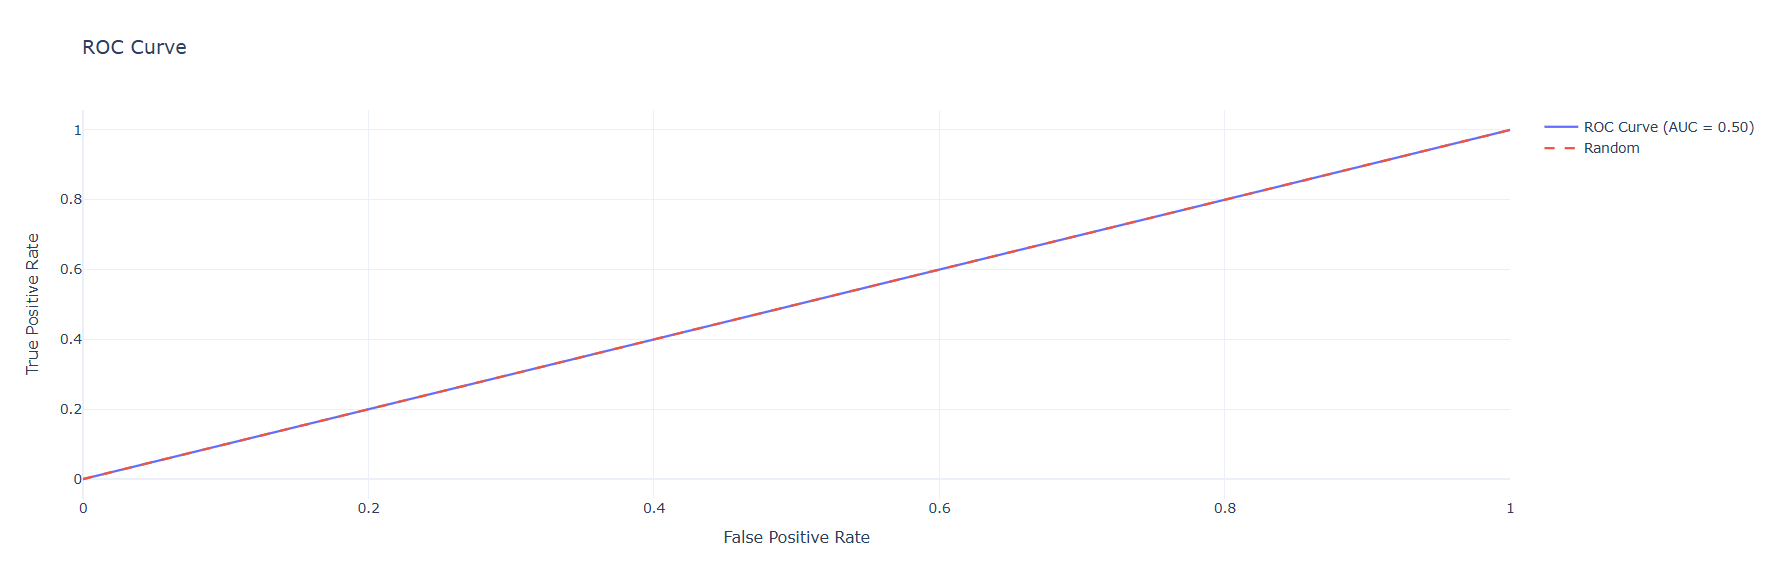 ROC Curve
ROC Curve (AUC = 0.50)
Random
True Positive Rate
1
0.8
0.6
0.4
0.2
0
0 0.2 0.4 0.6 0.8 1
False Positive Rate